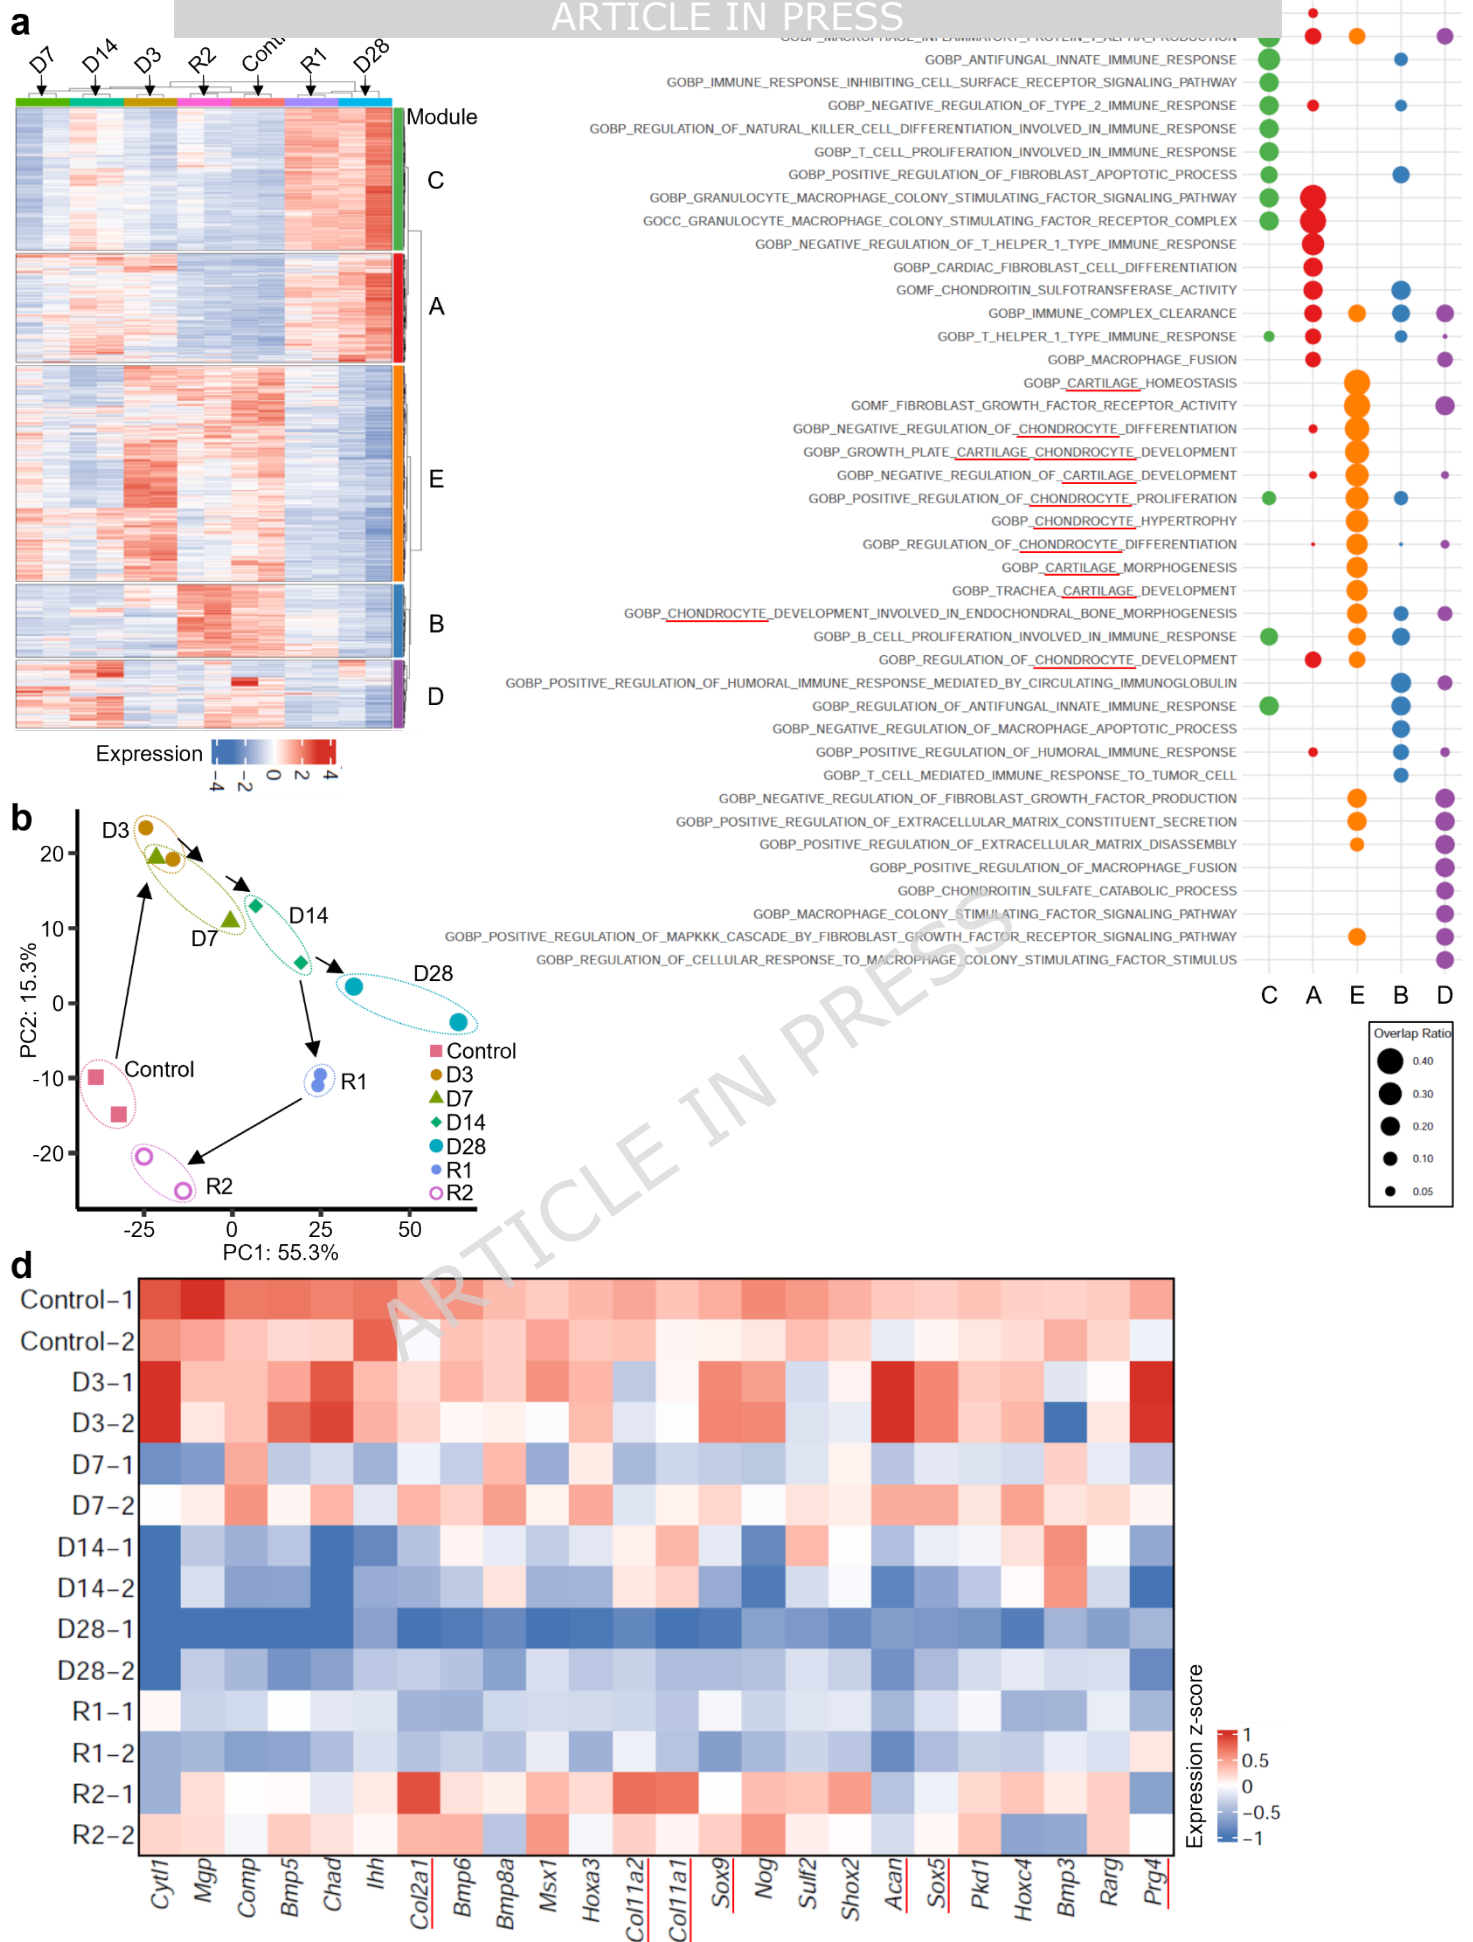 ARTICLE IN PRESS
a
D7
D14
D3
R2
R1
D28
Module
C
A
E
B
D
Expression
-4
-2
0
2
4
GOBP_MACROPHAGE_INFLAMMATORY_PROTEIN_1_ALPHA_PRODUCTION
GOBP_ANTIFUNGAL_INNATE_IMMUNE_RESPONSE
GOBP_IMMUNE_RESPONSE_INHIBITING_CELL_SURFACE_RECEPTOR_SIGNALING_PATHWAY
GOBP_NEGATIVE_REGULATION_OF_TYPE_2_IMMUNE_RESPONSE
GOBP_REGULATION_OF_NATURAL_KILLER_CELL_DIFFERENTIATION_INVOLVED_IN_IMMUNE_RESPONSE
GOBP_T_CELL_PROLIFERATION_INVOLVED_IN_IMMUNE_RESPONSE
GOBP_POSITIVE_REGULATION_OF_FIBROBLAST_APOPTOTIC_PROCESS
GOBP_GRANULOCYTE_MACROPHAGE_COLONY_STIMULATING_FACTOR_SIGNALING_PATHWAY
GOCC_GRANULOCYTE_MACROPHAGE_COLONY_STIMULATING_FACTOR_RECEPTOR_COMPLEX
GOBP_NEGATIVE_REGULATION_OF_T_HELPER_1_TYPE_IMMUNE_RESPONSE
GOBP_CARDIAC_FIBROBLAST_CELL_DIFFERENTIATION
GOMF_CHONDROITIN_SULFOTRANSFERASE_ACTIVITY
GOBP_IMMUNE_COMPLEX_CLEARANCE
GOBP_T_HELPER_1_TYPE_IMMUNE_RESPONSE
GOBP_MACROPHAGE_FUSION
GOBP_CARTILAGE_HOMEOSTASIS
GOMF_FIBROBLAST_GROWTH_FACTOR_RECEPTOR_ACTIVITY
GOBP_NEGATIVE_REGULATION_OF_CHONDROCYTE_DIFFERENTIATION
GOBP_GROWTH_PLATE_CARTILAGE_CHONDROCYTE_DEVELOPMENT
GOBP_NEGATIVE_REGULATION_OF_CARTILAGE_DEVELOPMENT
GOBP_POSITIVE_REGULATION_OF_CHONDROCYTE_PROLIFERATION
GOBP_CHONDROCYTE_HYPERTROPHY
GOBP_REGULATION_OF_CHONDROCYTE_DIFFERENTIATION
GOBP_CARTILAGE_MORPHOGENESIS
GOBP_TRACHEA_CARTILAGE_DEVELOPMENT
GOBP_CHONDROCYTE_DEVELOPMENT_INVOLVED_IN_ENDOCHONDRAL_BONE_MORPHOGENESIS
GOBP_B_CELL_PROLIFERATION_INVOLVED_IN_IMMUNE_RESPONSE
GOBP_REGULATION_OF_CHONDROCYTE_DEVELOPMENT
GOBP_POSITIVE_REGULATION_OF_HUMORAL_IMMUNE_RESPONSE_MEDIATED_BY_CIRCULATING_IMMUNOGLOBULIN
GOBP_REGULATION_OF_ANTIFUNGAL_INNATE_IMMUNE_RESPONSE
GOBP_NEGATIVE_REGULATION_OF_MACROPHAGE_APOPTOTIC_PROCESS
GOBP_POSITIVE_REGULATION_OF_HUMORAL_IMMUNE_RESPONSE
GOBP_T_CELL_MEDIATED_IMMUNE_RESPONSE_TO_TUMOR_CELL
GOBP_NEGATIVE_REGULATION_OF_FIBROBLAST_GROWTH_FACTOR_PRODUCTION
GOBP_POSITIVE_REGULATION_OF_EXTRACELLULAR_MATRIX_CONSTITUENT_SECRETION
GOBP_POSITIVE_REGULATION_OF_EXTRACELLULAR_MATRIX_DISASSEMBLY
GOBP_POSITIVE_REGULATION_OF_MACROPHAGE_FUSION
GOBP_CHONDROITIN_SULFATE_CATABOLIC_PROCESS
GOBP_MACROPHAGE_COLONY_STIMULATING_FACTOR_SIGNALING_PATHWAY
GOBP_POSITIVE_REGULATION_OF_MAPKKK_CASCADE_BY_FIBROBLAST_GROWTH_FACTOR_RECEPTOR_SIGNALING_PATHWAY
GOBP_REGULATION_OF_CELLULAR_RESPONSE_TO_MACROPHAGE_COLONY_STIMULATING_FACTOR_STIMULUS
C A E B D
Overlap Ratio
0.40
0.30
0.20
0.10
0.05
b
PC2: 15.3%
20
10
0
-10
-20
D3
D7
D14
D28
Control
R1
R2
Control
D3
D7
D14
D28
R1
R2
-25 0 25 50
PC1: 55.3%
ARTICLE IN PRESS
d
Control-1
Control-2
D3-1
D3-2
D7-1
D7-2
D14-1
D14-2
D28-1
D28-2
R1-1
R1-2
R2-1
R2-2
Cytl1
Mgp
Comp
Bmp5
Chad
Ihh
Col2a1
Bmp6
Bmp8a
Msx1
Hoxa3
Col11a2
Col11a1
Sox9
Nog
Sulf2
Shox2
Acan
Sox5
Pkd1
Hoxc4
Bmp3
Rarg
Prg4
Expression z-score
1
0.5
0
-0.5
-1